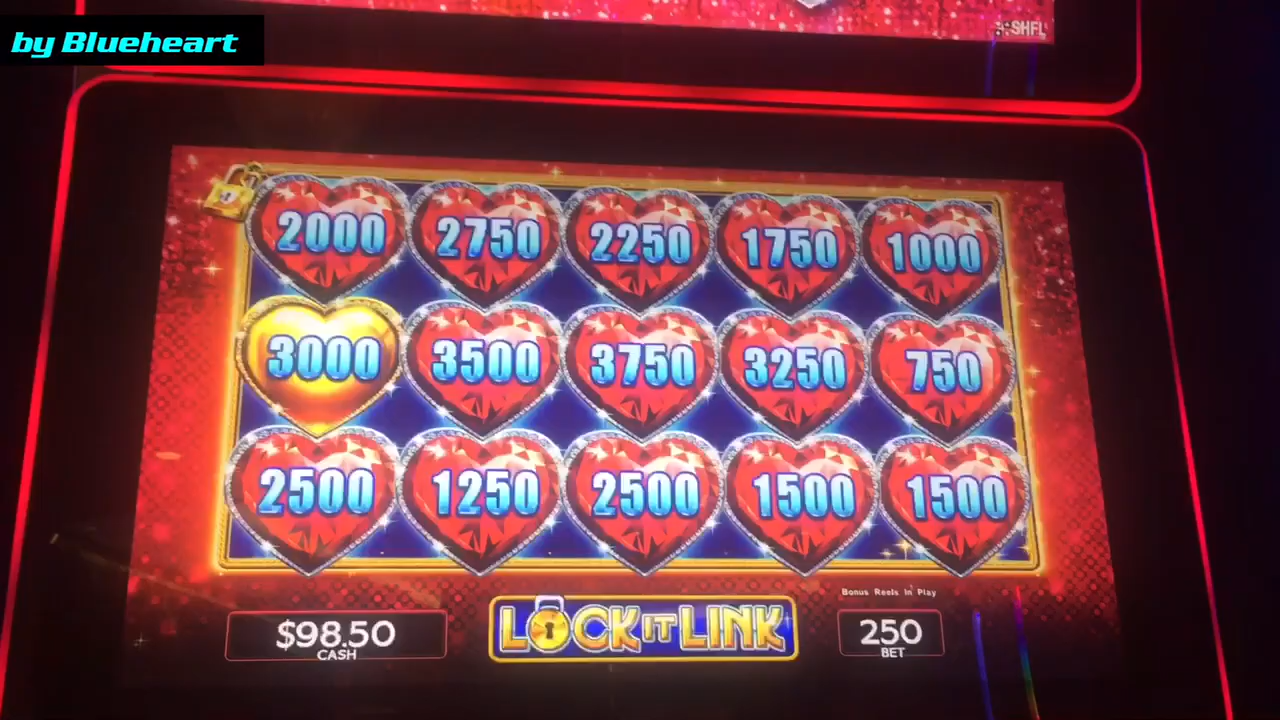 by Blueheart
SHFL
2000 2750 2250 1750 1000
3000 3500 3750 3250 750
2500 1250 2500 1500 1500
Bonus Reels In Play
$98.50
CASH
LOCK IT LINK
250
BET